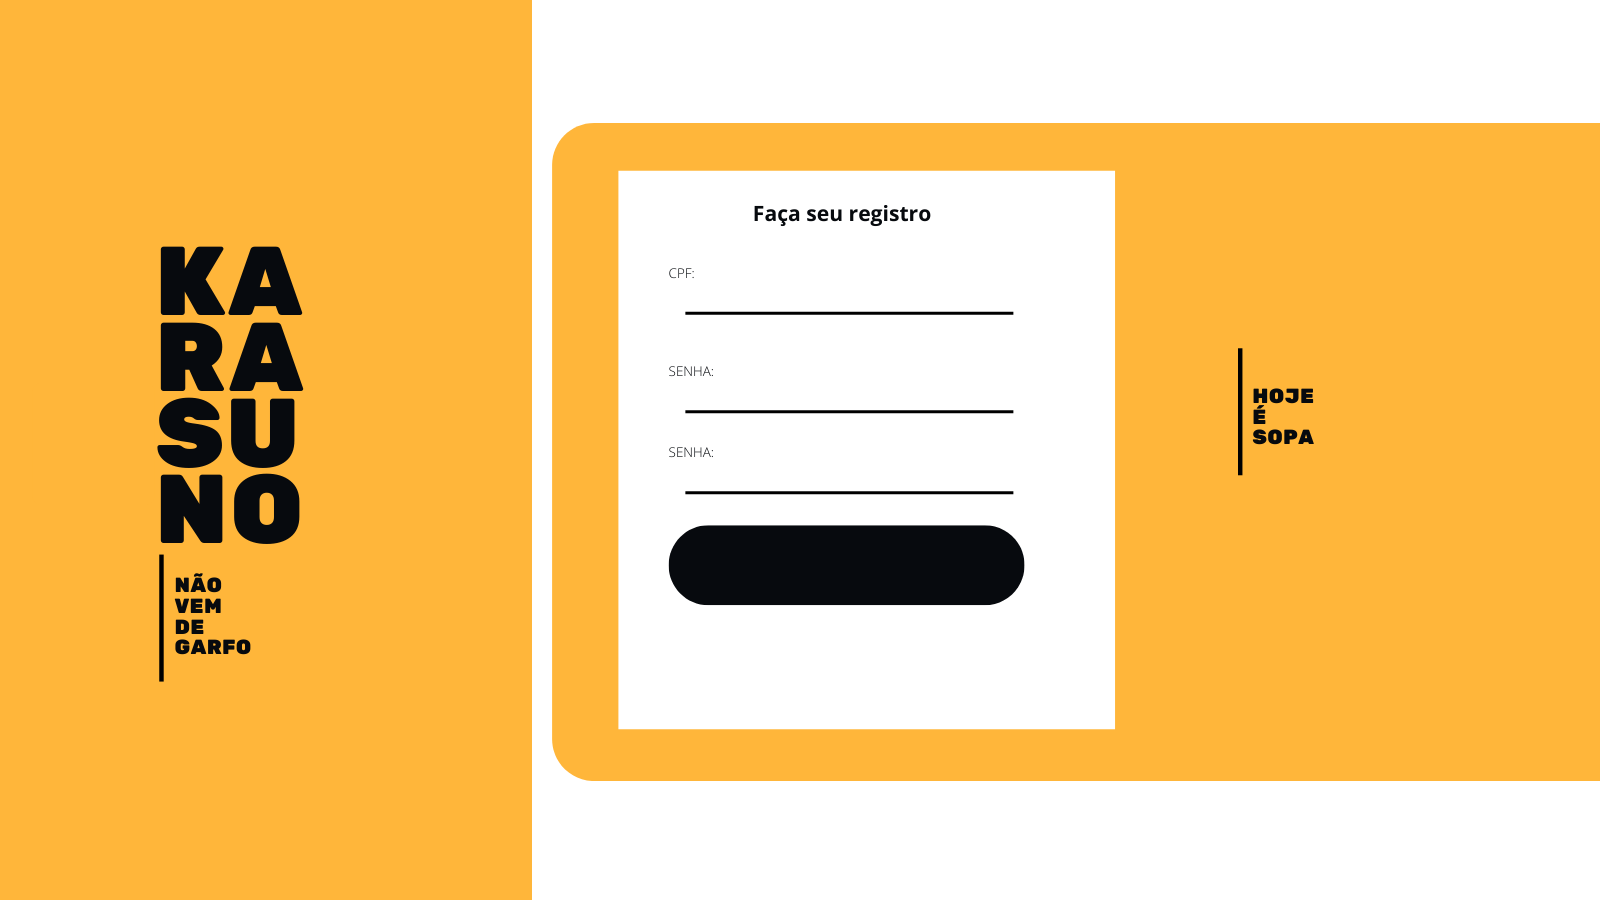 KA
RA
SU
NO
NÃO
VEM
DE
GARFO
Faça seu registro
CPF:
SENHA:
SENHA:
HOJE
É
SOPA